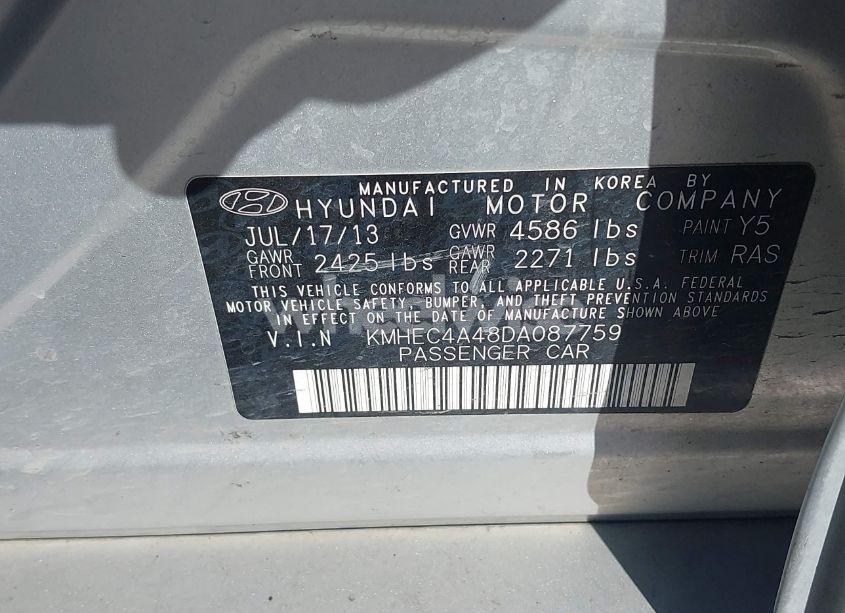 MANUFACTURED IN KOREA BY
HYUNDAI MOTOR COMPANY
JUL/17/13 GVWR 4586 lbs PAINT Y5
GAWR FRONT 2425 lbs GAWR REAR 2271 lbs TRIM RAS
THIS VEHICLE CONFORMS TO ALL APPLICABLE U.S.A. FEDERAL
MOTOR VEHICLE SAFETY, BUMPER, AND THEFT PREVENTION STANDARDS
IN EFFECT ON THE DATE OF MANUFACTURE SHOWN ABOVE
V.I.N KMHEC4A48DA087759
PASSENGER CAR